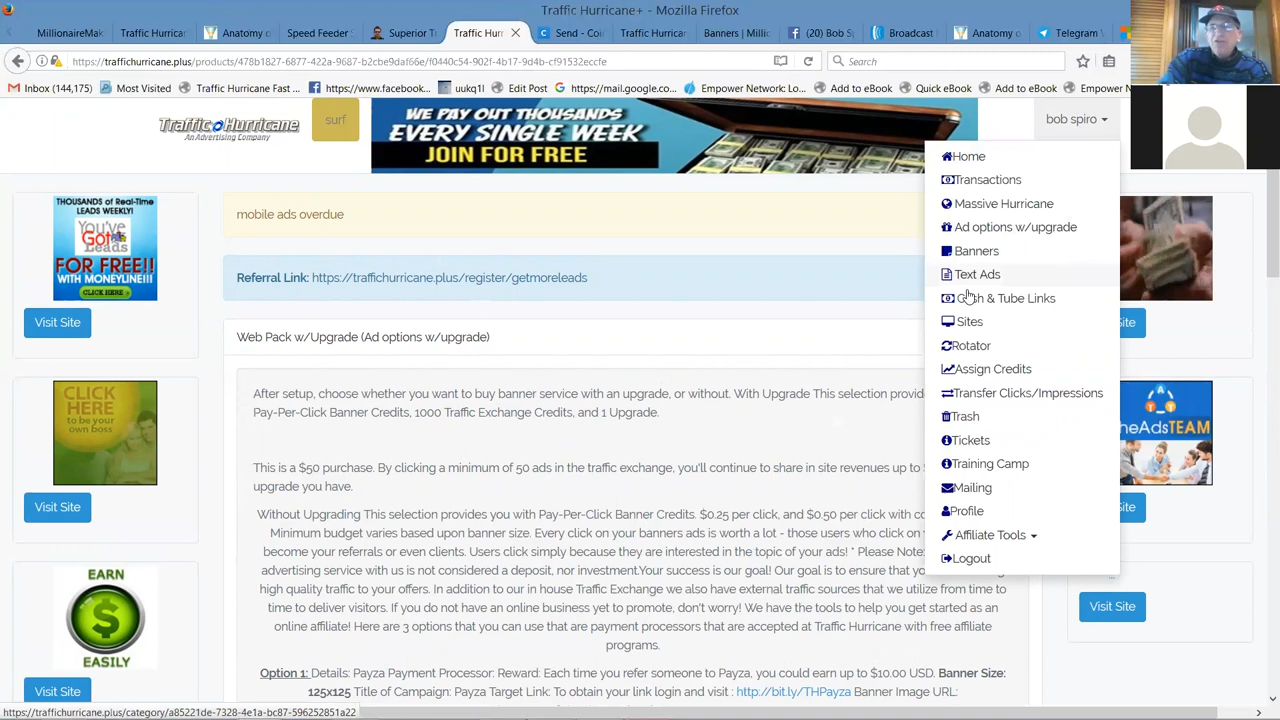 Traffic Hurricane+ - Mozilla Firefox
MillionaireMak
Traffic Hurricar
Anatomy o
Speed Feeder
Superior
Traffic Hur
Send - Co
Traffic Hurricar
Banners | Milli
(20) Bob S
Broadcast
Anatomy o
Telegram
https://traffichurricane.plus/products/478b1827-6877-422a-9687-b2cbe9daf66e/
Search
Inbox (144,175)
Most Visited
Traffic Hurricane Fast ...
https://www.facebook...
uukq1l
Edit Post
https://mail.google.co...
Empower Network: Lo...
Add to eBook
Quick eBook
Add to eBook
Empower Ne
Traffic Hurricane
An Advertising Company
surf
WE PAY OUT THOUSANDS
EVERY SINGLE WEEK
JOIN FOR FREE
bob spiro
Home
Transactions
Massive Hurricane
Ad options w/upgrade
Banners
Text Ads
Cash & Tube Links
Sites
Rotator
Assign Credits
Transfer Clicks/Impressions
Trash
Tickets
Training Camp
Mailing
Profile
Affiliate Tools
Logout
THOUSANDS OF
Real-Time
LEADS WEEKLY!
You've
Got
Leads
FOR FREE!!
WITH MONEYLINE!
CLICK HERE
Visit Site
CLICK
HERE
to be your
own boss
Visit Site
EARN
$
EASILY
Visit Site
mobile ads overdue
Referral Link: https://traffichurricane.plus/register/getmoreleads
Web Pack w/Upgrade (Ad options w/upgrade)
After setup, choose whether you want to buy banner service with an upgrade, or without. With Upgrade This selection provid
Pay-Per-Click Banner Credits, 1000 Traffic Exchange Credits, and 1 Upgrade.
This is a $50 purchase. By clicking a minimum of 50 ads in the traffic exchange, you'll continue to share in site revenues up to
upgrade you have.
Without Upgrading This selection provides you with Pay-Per-Click Banner Credits. $0.25 per click, and $0.50 per click with co
Minimum budget varies based upon banner size. Every click on your banners ads is worth a lot - those users who click on
become your referrals or even clients. Users click simply because they are interested in the topic of your ads! * Please Note:
advertising service with us is not considered a deposit, nor investment.Your success is our goal! Our goal is to ensure that yo
high quality traffic to your offers. In addition to our in house Traffic Exchange we also have external traffic sources that we utilize from time to
time to deliver visitors. If you do not have an online business yet to promote, don't worry! We have the tools to help you get started as an
online affiliate! Here are 3 options that you can use that are payment processors that are accepted at Traffic Hurricane with free affiliate
programs.
Option 1: Details: Payza Payment Processor: Reward: Each time you refer someone to Payza, you could earn up to $10.00 USD. Banner Size:
125x125 Title of Campaign: Payza Target Link: To obtain your link login and visit : http://bit.ly/THPayza Banner Image URL:
Site
ATA
heAdsTEAM
ite
...
Visit Site
https://traffichurricane.plus/category/a85221de-7328-4e1a-bc87-596252851a22